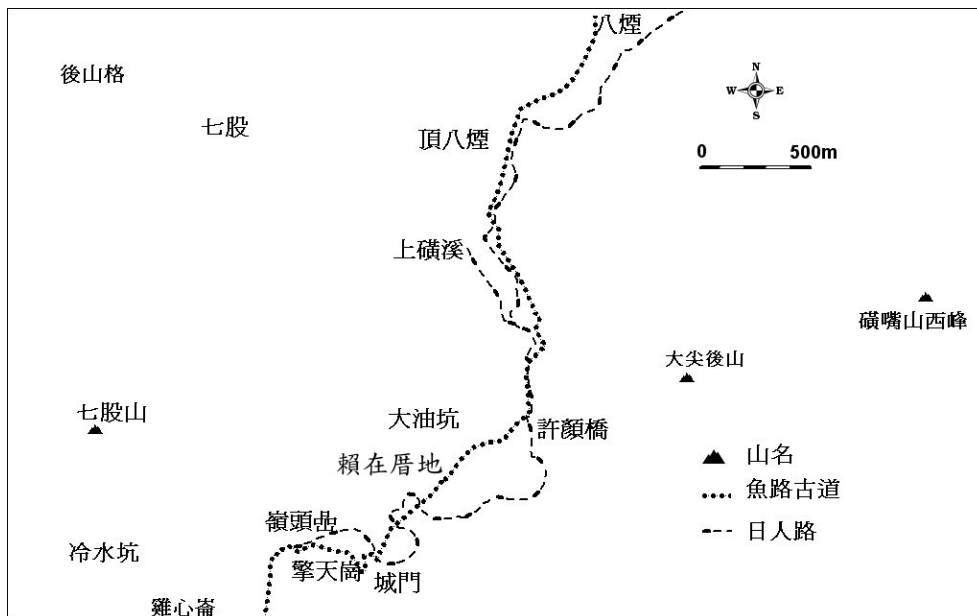 八煙
後山格
七股
N
W E
S
頂八煙
0 500m
上磺溪
磺嘴山西峰
大尖後山
七股山
大油坑
許顏橋
賴在厝地
山名
魚路古道
嶺頭喦
日人路
冷水坑
擎天崗
城門
雞心崙